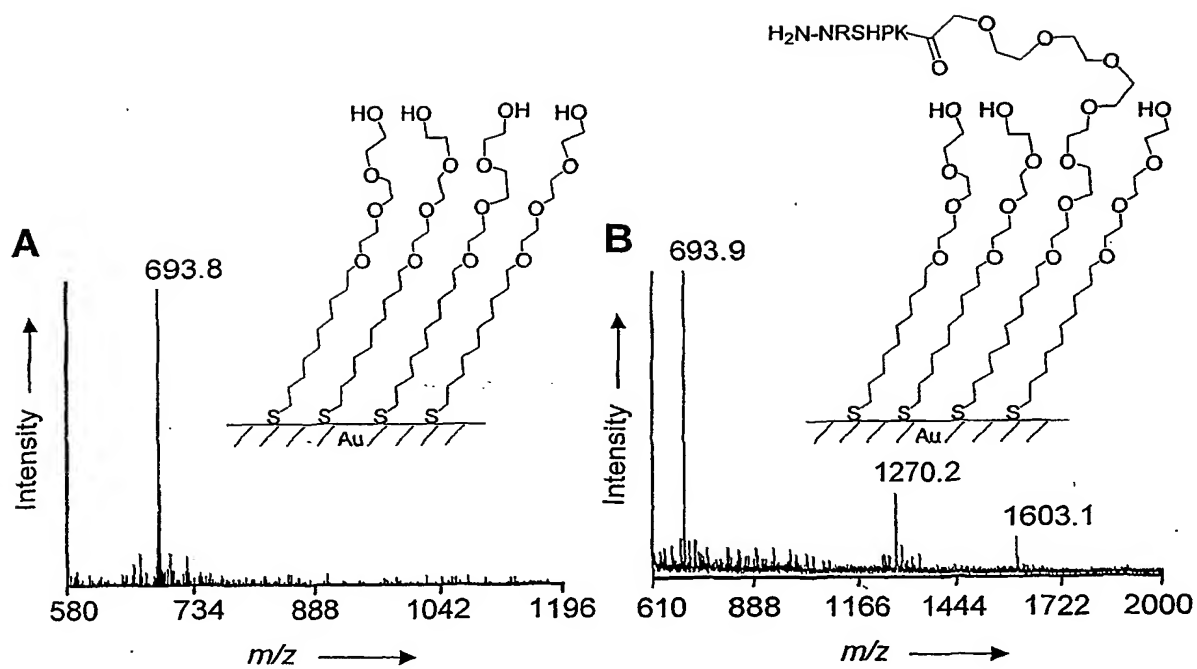 A
Intensity
693.8
HO HO OH HO
O O O O
O O O O
O O O O
S S S S
Au
580 734 888 1042 1196
m/z
B
Intensity
693.9
H₂N-NRSHPK
O
O O O
HO HO O HO
O O O O
O O O O
O O O O
S S S S
Au
1270.2
1603.1
610 888 1166 1444 1722 2000
m/z